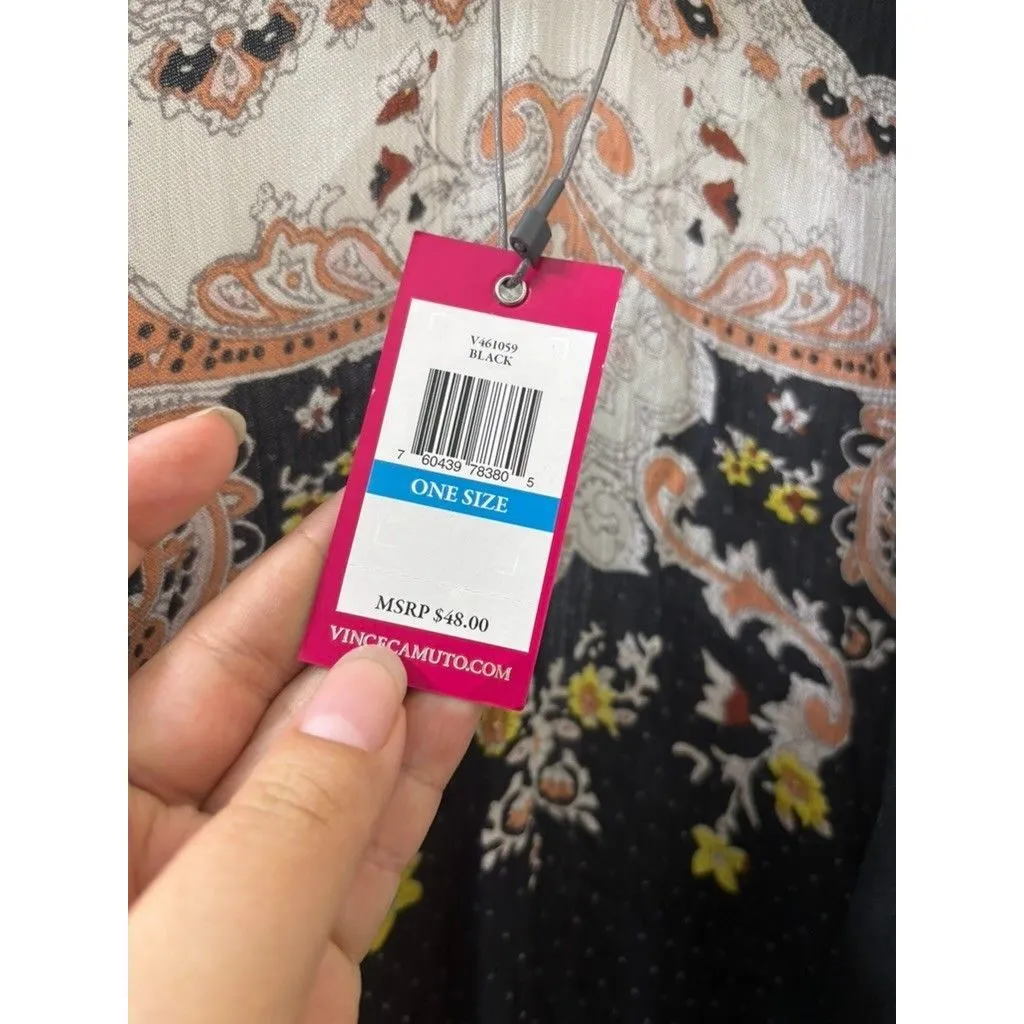 V461059
BLACK
7 60439 78380 5
ONE SIZE
MSRP $48.00
VINCECAMUTO.COM